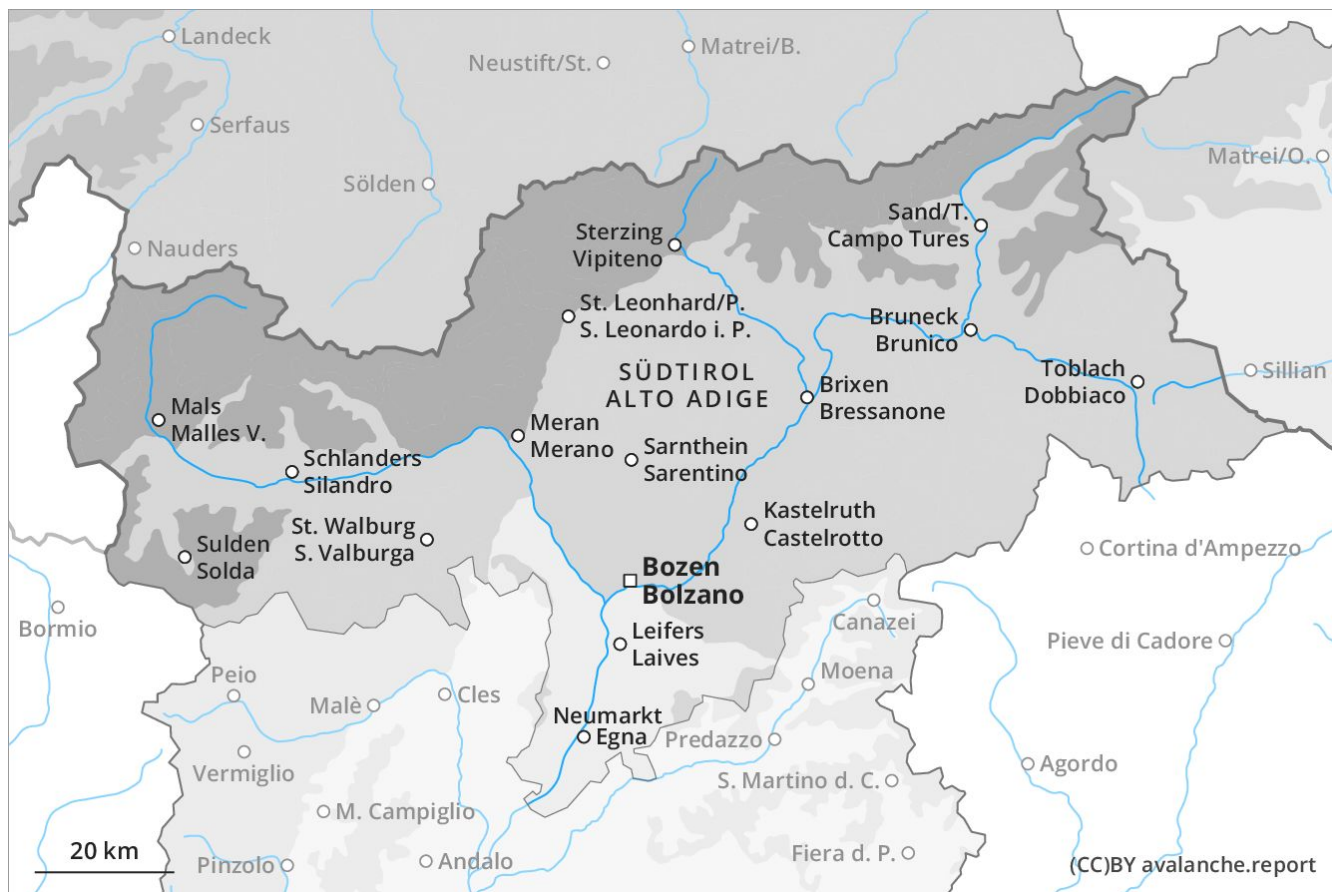 Landeck
Matrei/B.
Neustift/St.
Serfaus
Matrei/O.
Sölden
Sand/T.
Campo Tures
Sterzing
Vipiteno
Nauders
St. Leonhard/P.
S. Leonardo i. P.
Bruneck
Brunico
SÜDTIROL
ALTO ADIGE
Toblach
Dobbiaco
Sillian
Brixen
Bressanone
Mals
Malles V.
Meran
Merano
Sarnthein
Sarentino
Schlanders
Silandro
Kastelruth
Castelrotto
St. Walburg
S. Valburga
Sulden
Solda
Cortina d'Ampezzo
Bozen
Bolzano
Bormio
Canazei
Leifers
Laives
Pieve di Cadore
Peio
Moena
Malè
Cles
Neumarkt
Egna
Predazzo
Vermiglio
Agordo
S. Martino d. C.
M. Campiglio
20 km
Pinzolo
Andalo
Fiera d. P.
(CC)BY avalanche.report